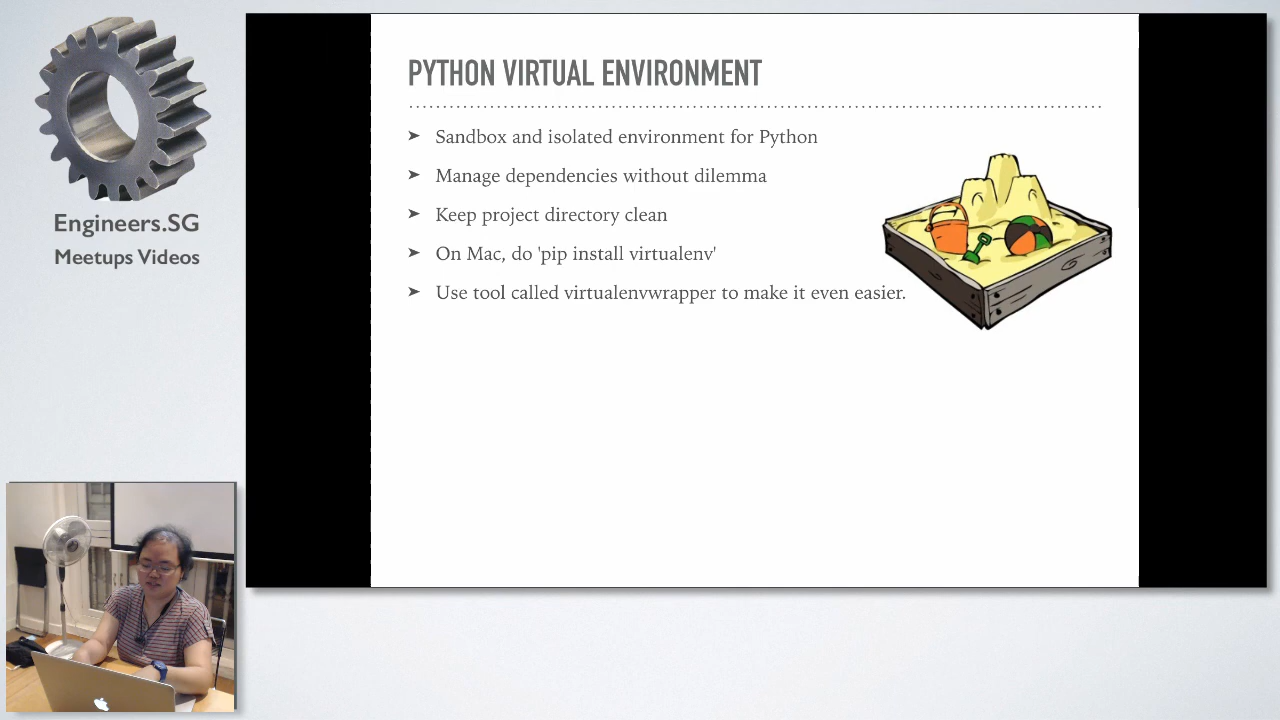 Engineers.SG
Meetups Videos
PYTHON VIRTUAL ENVIRONMENT
➤ Sandbox and isolated environment for Python
➤ Manage dependencies without dilemma
➤ Keep project directory clean
➤ On Mac, do 'pip install virtualenv'
➤ Use tool called virtualenvwrapper to make it even easier.